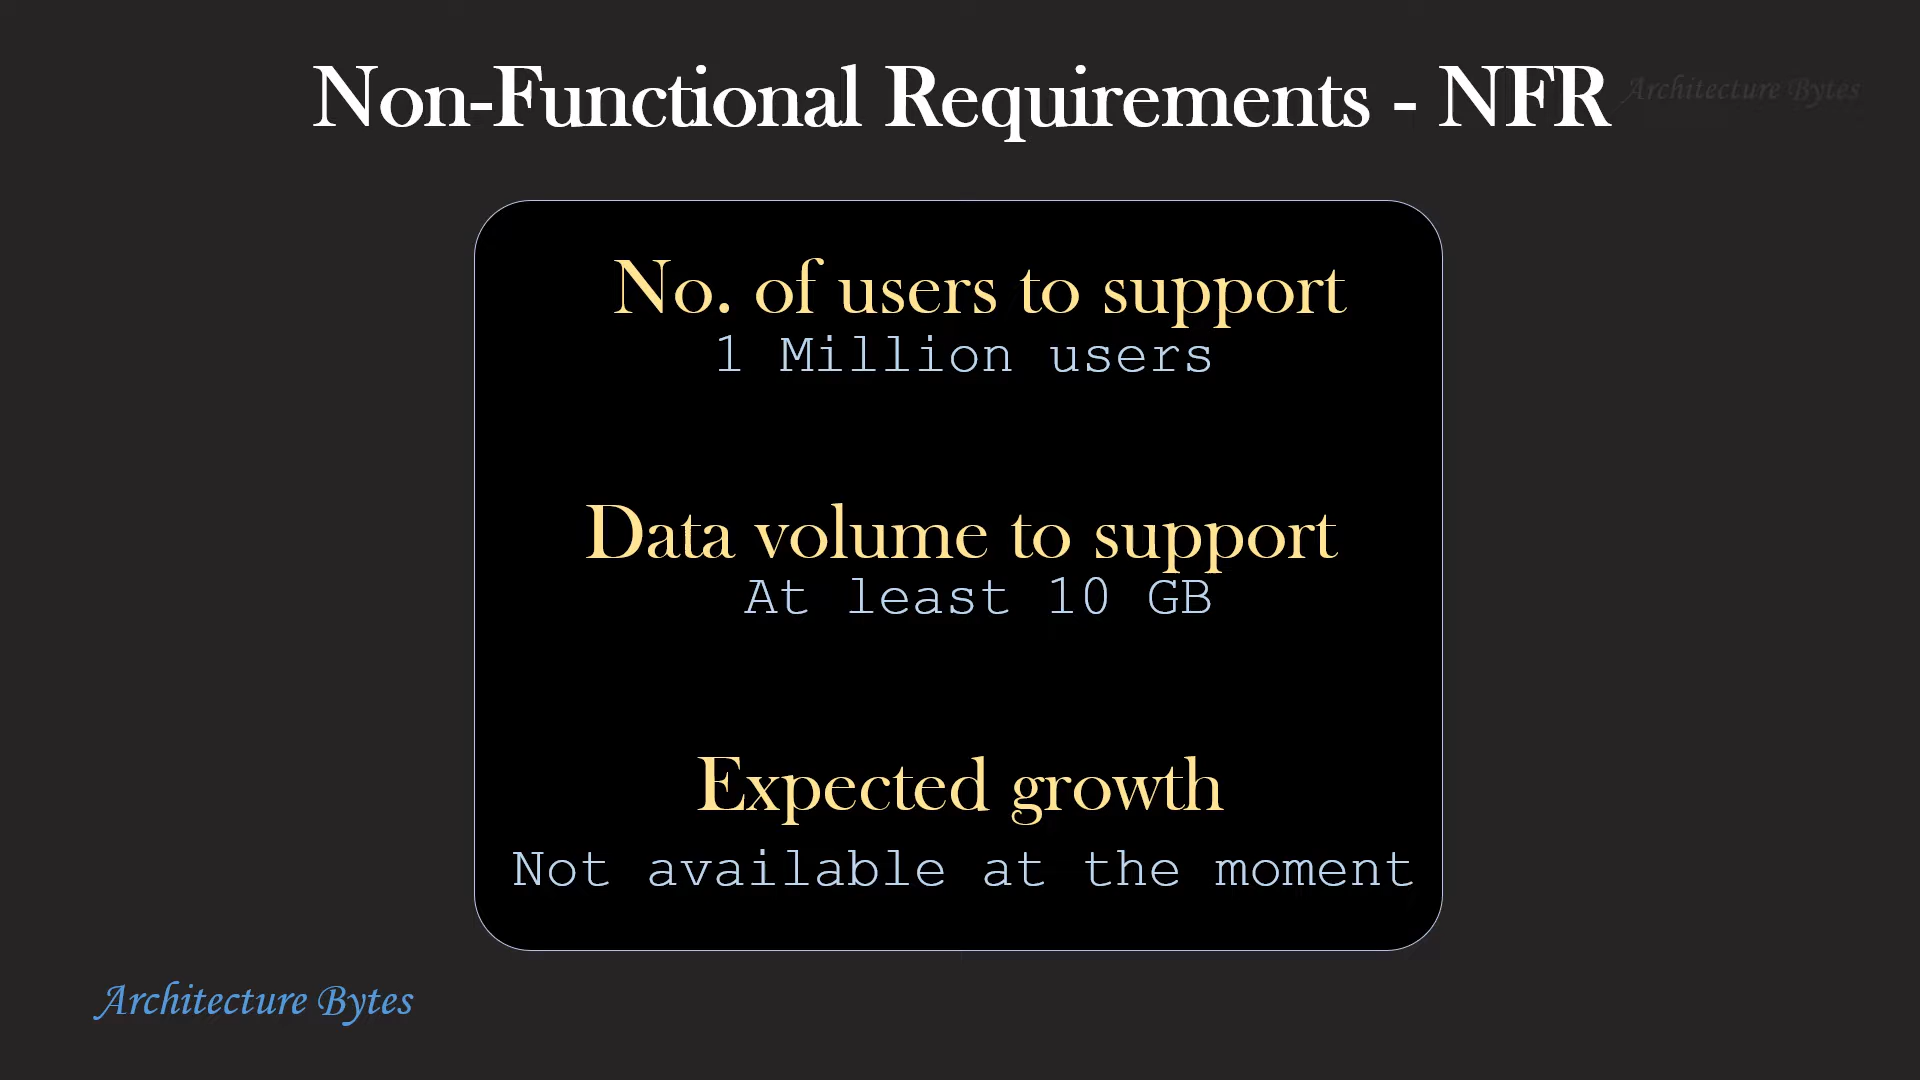 Non-Functional Requirements - NFR
Architecture Bytes
No. of users to support
1 Million users
Data volume to support
At least 10 GB
Expected growth
Not available at the moment
Architecture Bytes